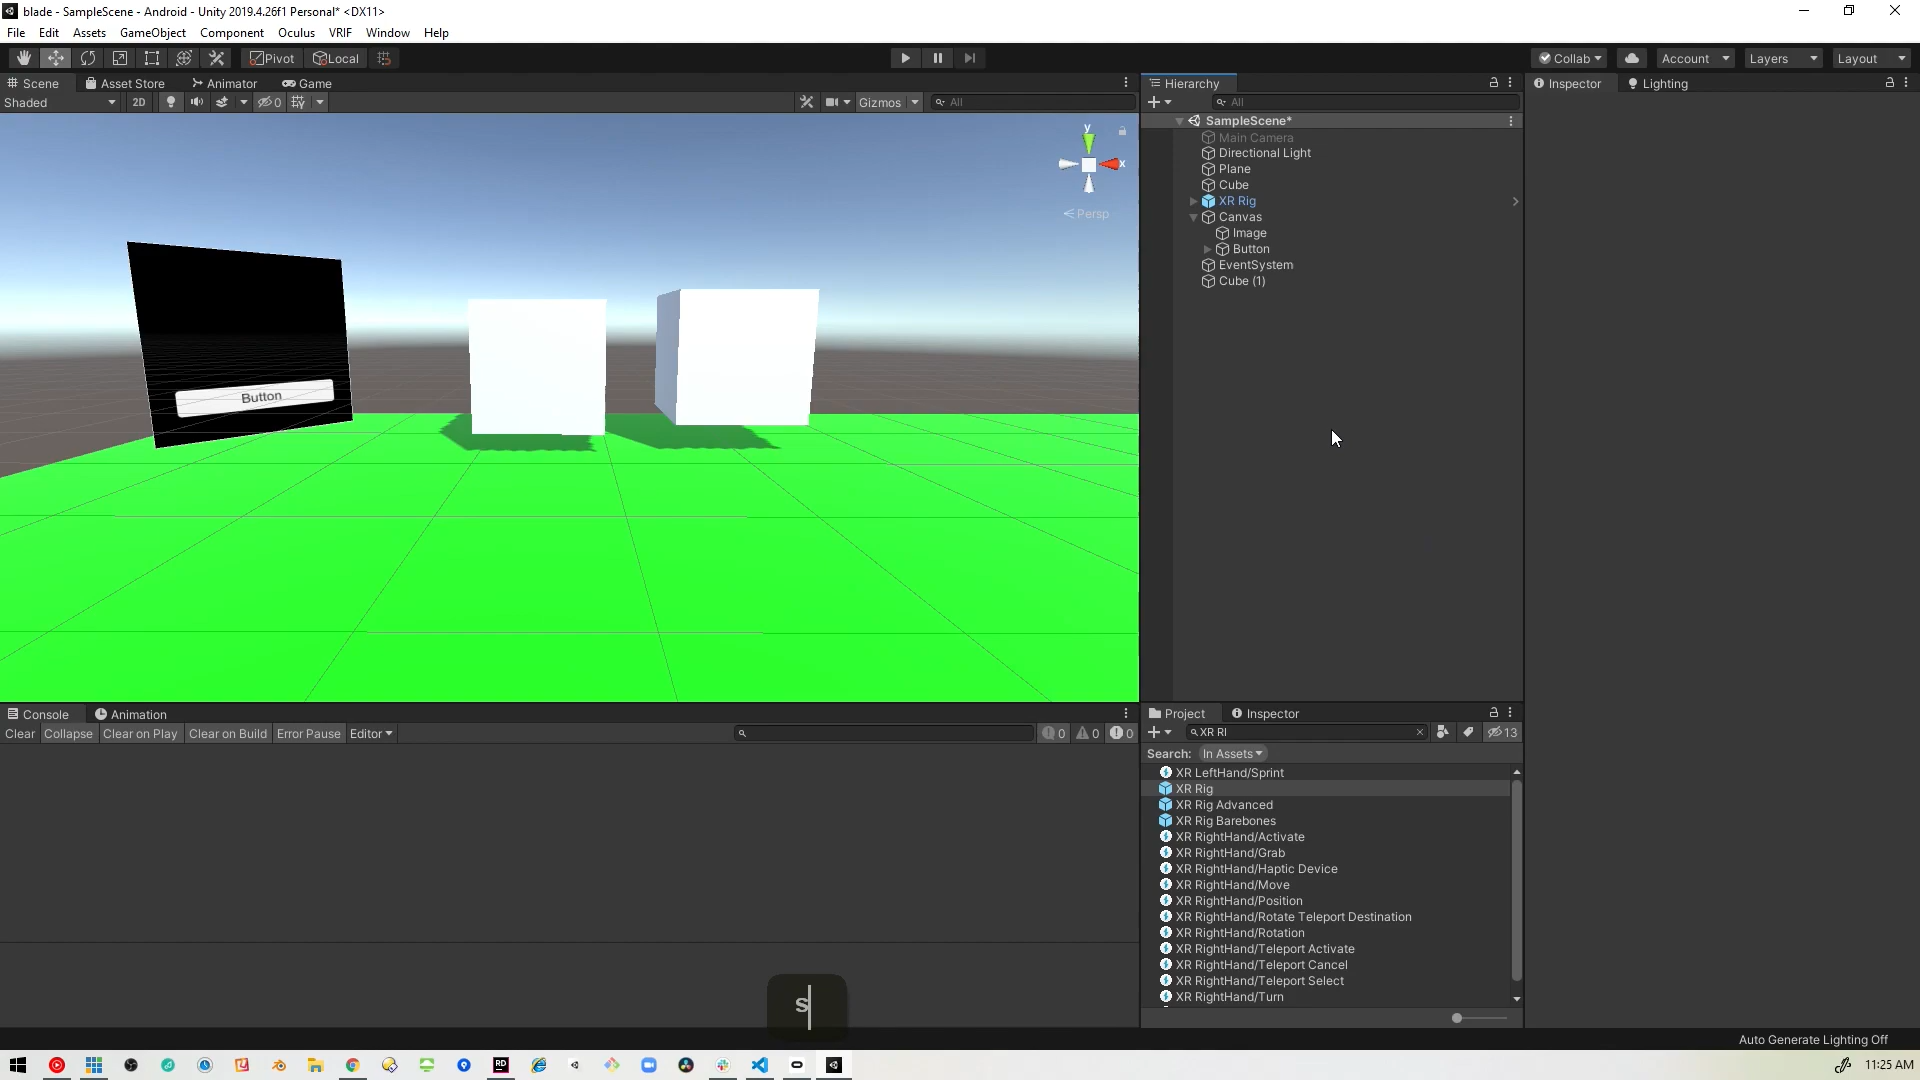 blade - SampleScene - Android - Unity 2019.4.26f1 Personal* <DX11>
File Edit Assets GameObject Component Oculus VRIF Window Help
Pivot Local Collab Account Layers Layout
Scene Asset Store Animator Game
Shaded 2D 0 Gizmos All
y
x
Persp
Button
Hierarchy
All
SampleScene*
Main Camera
Directional Light
Plane
Cube
XR Rig
Canvas
Image
Button
EventSystem
Cube (1)
Inspector Lighting
Console Animation
Clear Collapse Clear on Play Clear on Build Error Pause Editor 0 0 0
Project Inspector
XR RI 13
Search: In Assets
XR LeftHand/Sprint
XR Rig
XR Rig Advanced
XR Rig Barebones
XR RightHand/Activate
XR RightHand/Grab
XR RightHand/Haptic Device
XR RightHand/Move
XR RightHand/Position
XR RightHand/Rotate Teleport Destination
XR RightHand/Rotation
XR RightHand/Teleport Activate
XR RightHand/Teleport Cancel
XR RightHand/Teleport Select
XR RightHand/Turn
s
Auto Generate Lighting Off
RD
11:25 AM